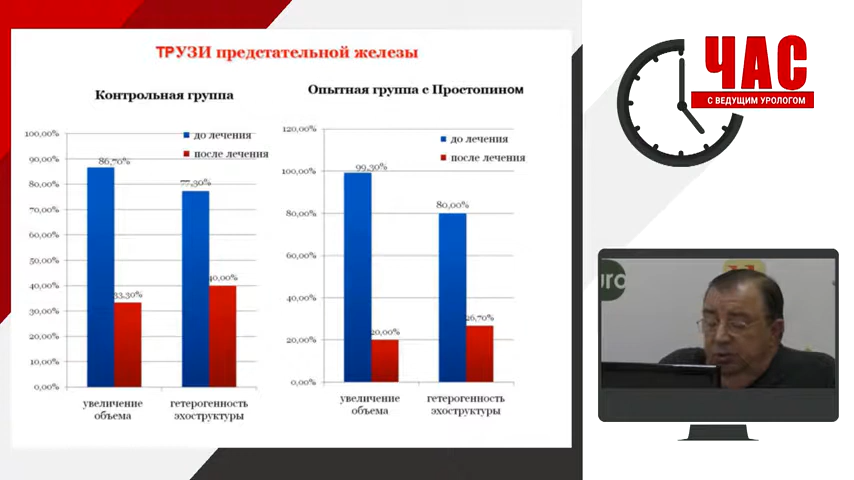 ТРУЗИ предстательной железы
Контрольная группа
100,00%
90,00%
80,00%
70,00%
60,00%
50,00%
40,00%
30,00%
20,00%
10,00%
0,00%
до лечения
после лечения
86,70%
77,30%
33,30%
40,00%
увеличение
объема
гетерогенность
эхоструктуры
Опытная группа с Простопином
120,00%
100,00%
80,00%
60,00%
40,00%
20,00%
0,00%
до лечения
после лечения
99,30%
80,00%
20,00%
26,70%
увеличение
объема
гетерогенность
эхоструктуры
ЧАС
С ВЕДУЩИМ УРОЛОГОМ
uro